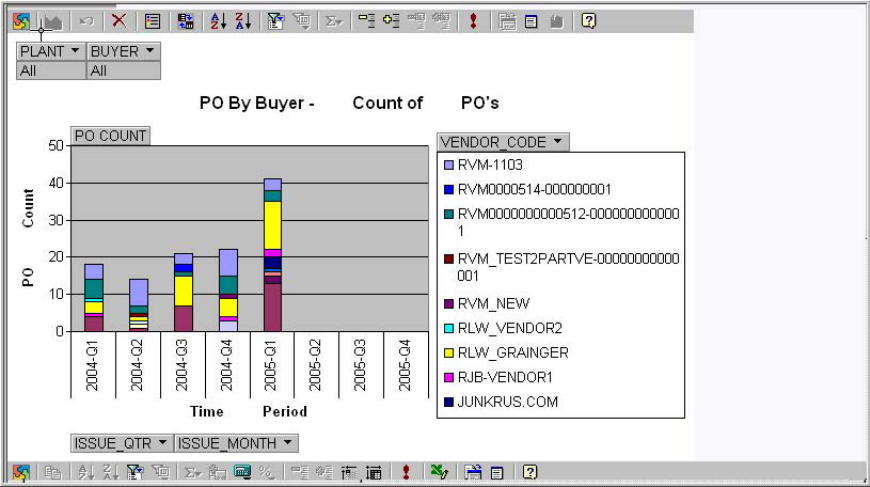 PLANT BUYER
All All
PO By Buyer - Count of PO's
PO COUNT
VENDOR_CODE
50
40
30
20
10
0
PO Count
RVM-1103
RVM0000514-000000001
RVM0000000000512-000000000000
1
RVM_TEST2PARTVE-00000000000
001
RVM_NEW
RLW_VENDOR2
RLW_GRAINGER
RJB-VENDOR1
JUNKRUS.COM
2004-Q1 2004-Q2 2004-Q3 2004-Q4 2005-Q1 2005-Q2 2005-Q3 2005-Q4
Time Period
ISSUE_QTR ISSUE_MONTH